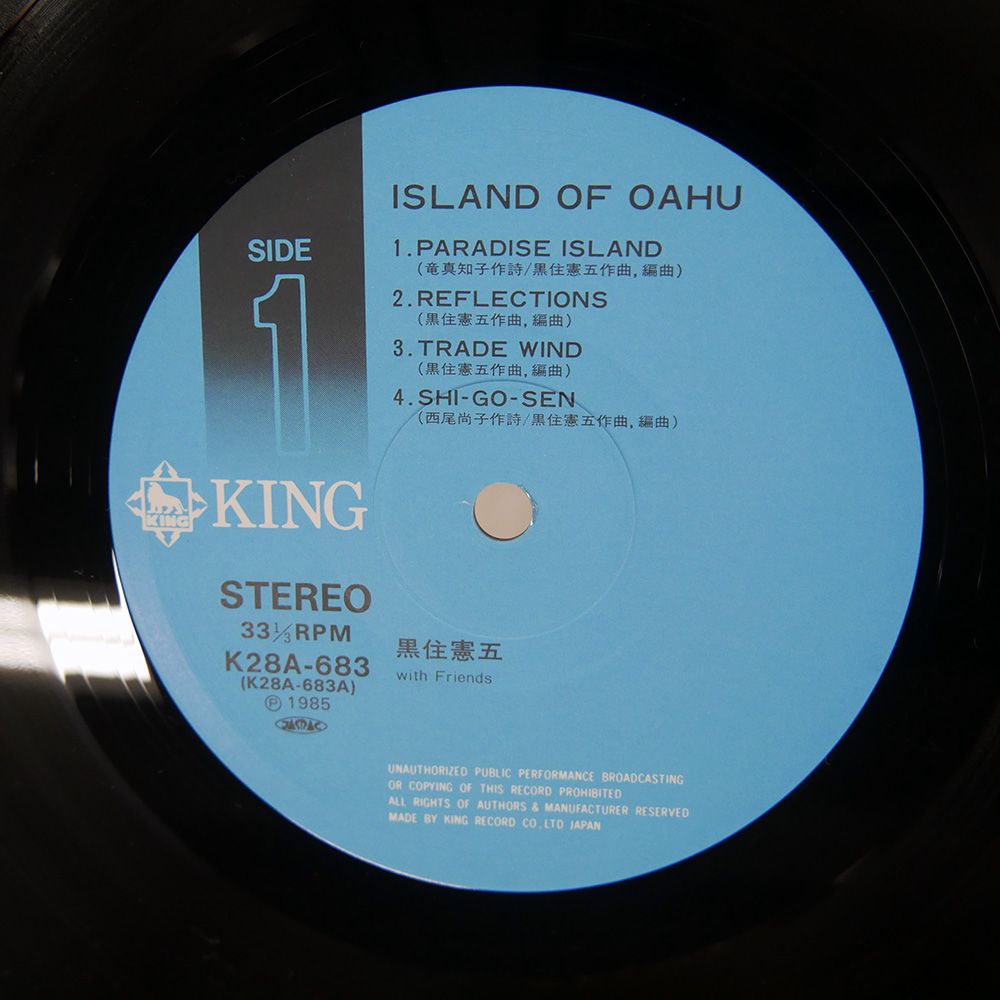 ISLAND OF OAHU
SIDE
1
1. PARADISE ISLAND
(竜真知子作詩/黒住憲五作曲,編曲)
2. REFLECTIONS
(黒住憲五作曲,編曲)
3. TRADE WIND
(黒住憲五作曲,編曲)
4. SHI-GO-SEN
(西尾尚子作詩/黒住憲五作曲,編曲)
KING
KING
STEREO
33⅓RPM
K28A-683
(K28A-683A)
Ⓟ 1985
JASRAC
黒住憲五
with Friends
UNAUTHORIZED PUBLIC PERFORMANCE BROADCASTING
OR COPYING OF THIS RECORD PROHIBITED
ALL RIGHTS OF AUTHORS & MANUFACTURER RESERVED
MADE BY KING RECORD CO.,LTD JAPAN